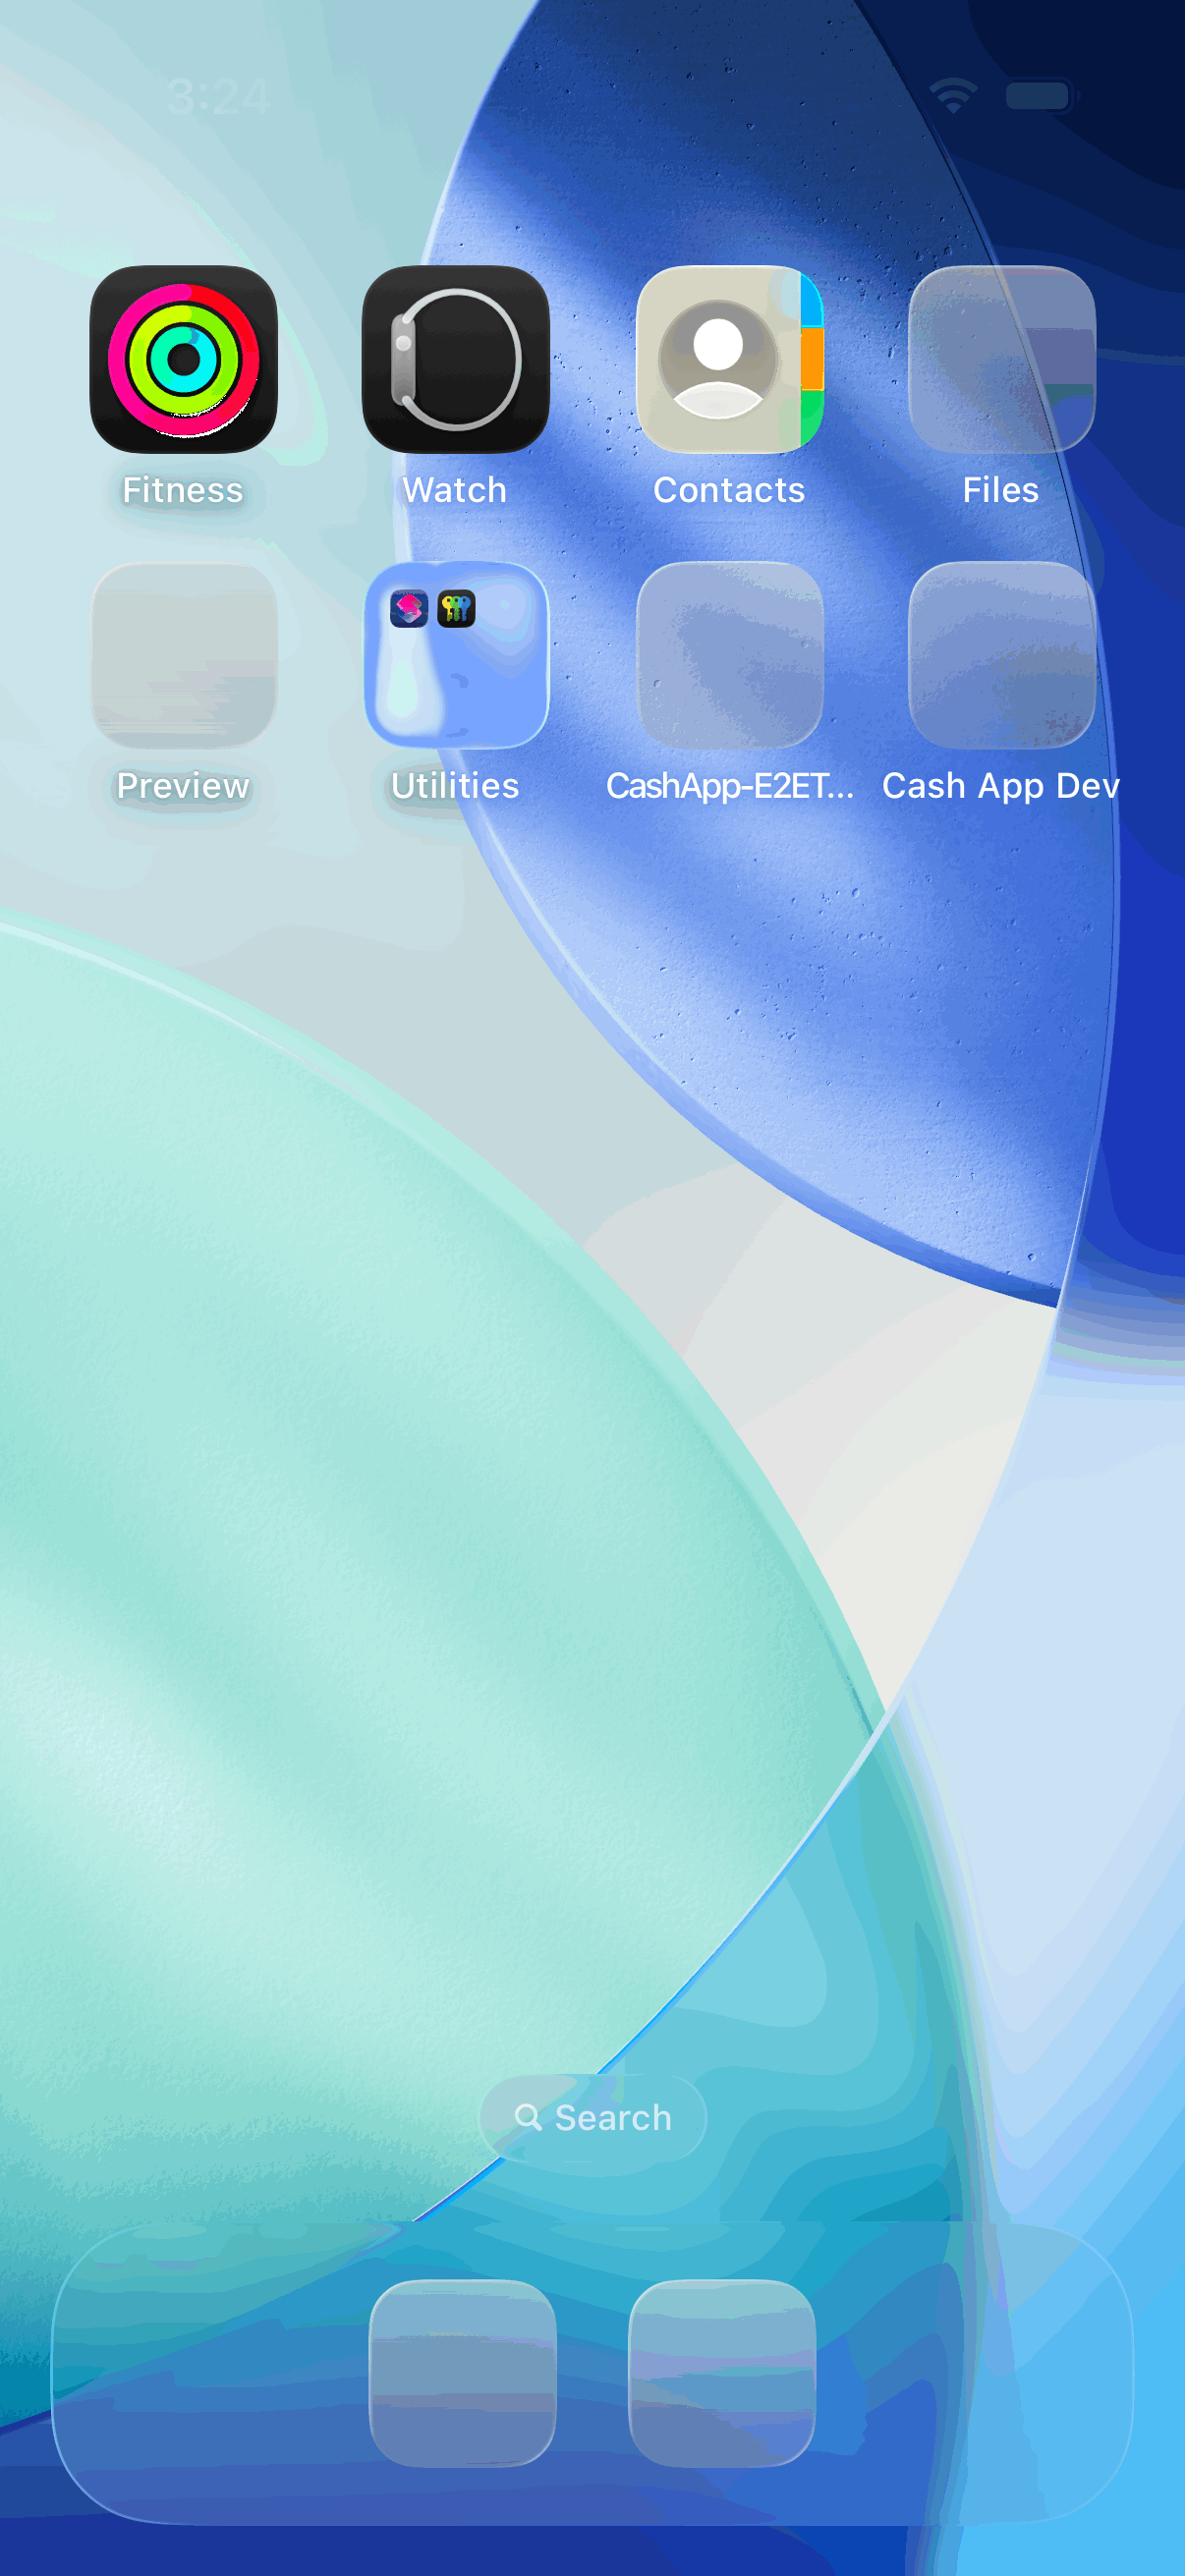 3:24
Fitness
Watch
Contacts
Files
Preview
Utilities
CashApp-E2ET...
Cash App Dev
Search